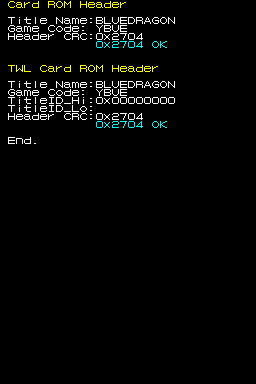 Card ROM Header
Title Name:BLUEDRAGON
Game Code: YBUE
Header CRC:0x2704
0x2704 OK
TWL Card ROM Header
Title Name:BLUEDRAGON
Game Code: YBUE
TitleID_Hi:0x00000000
TitleID_Lo:
Header CRC:0x2704
0x2704 OK
End.